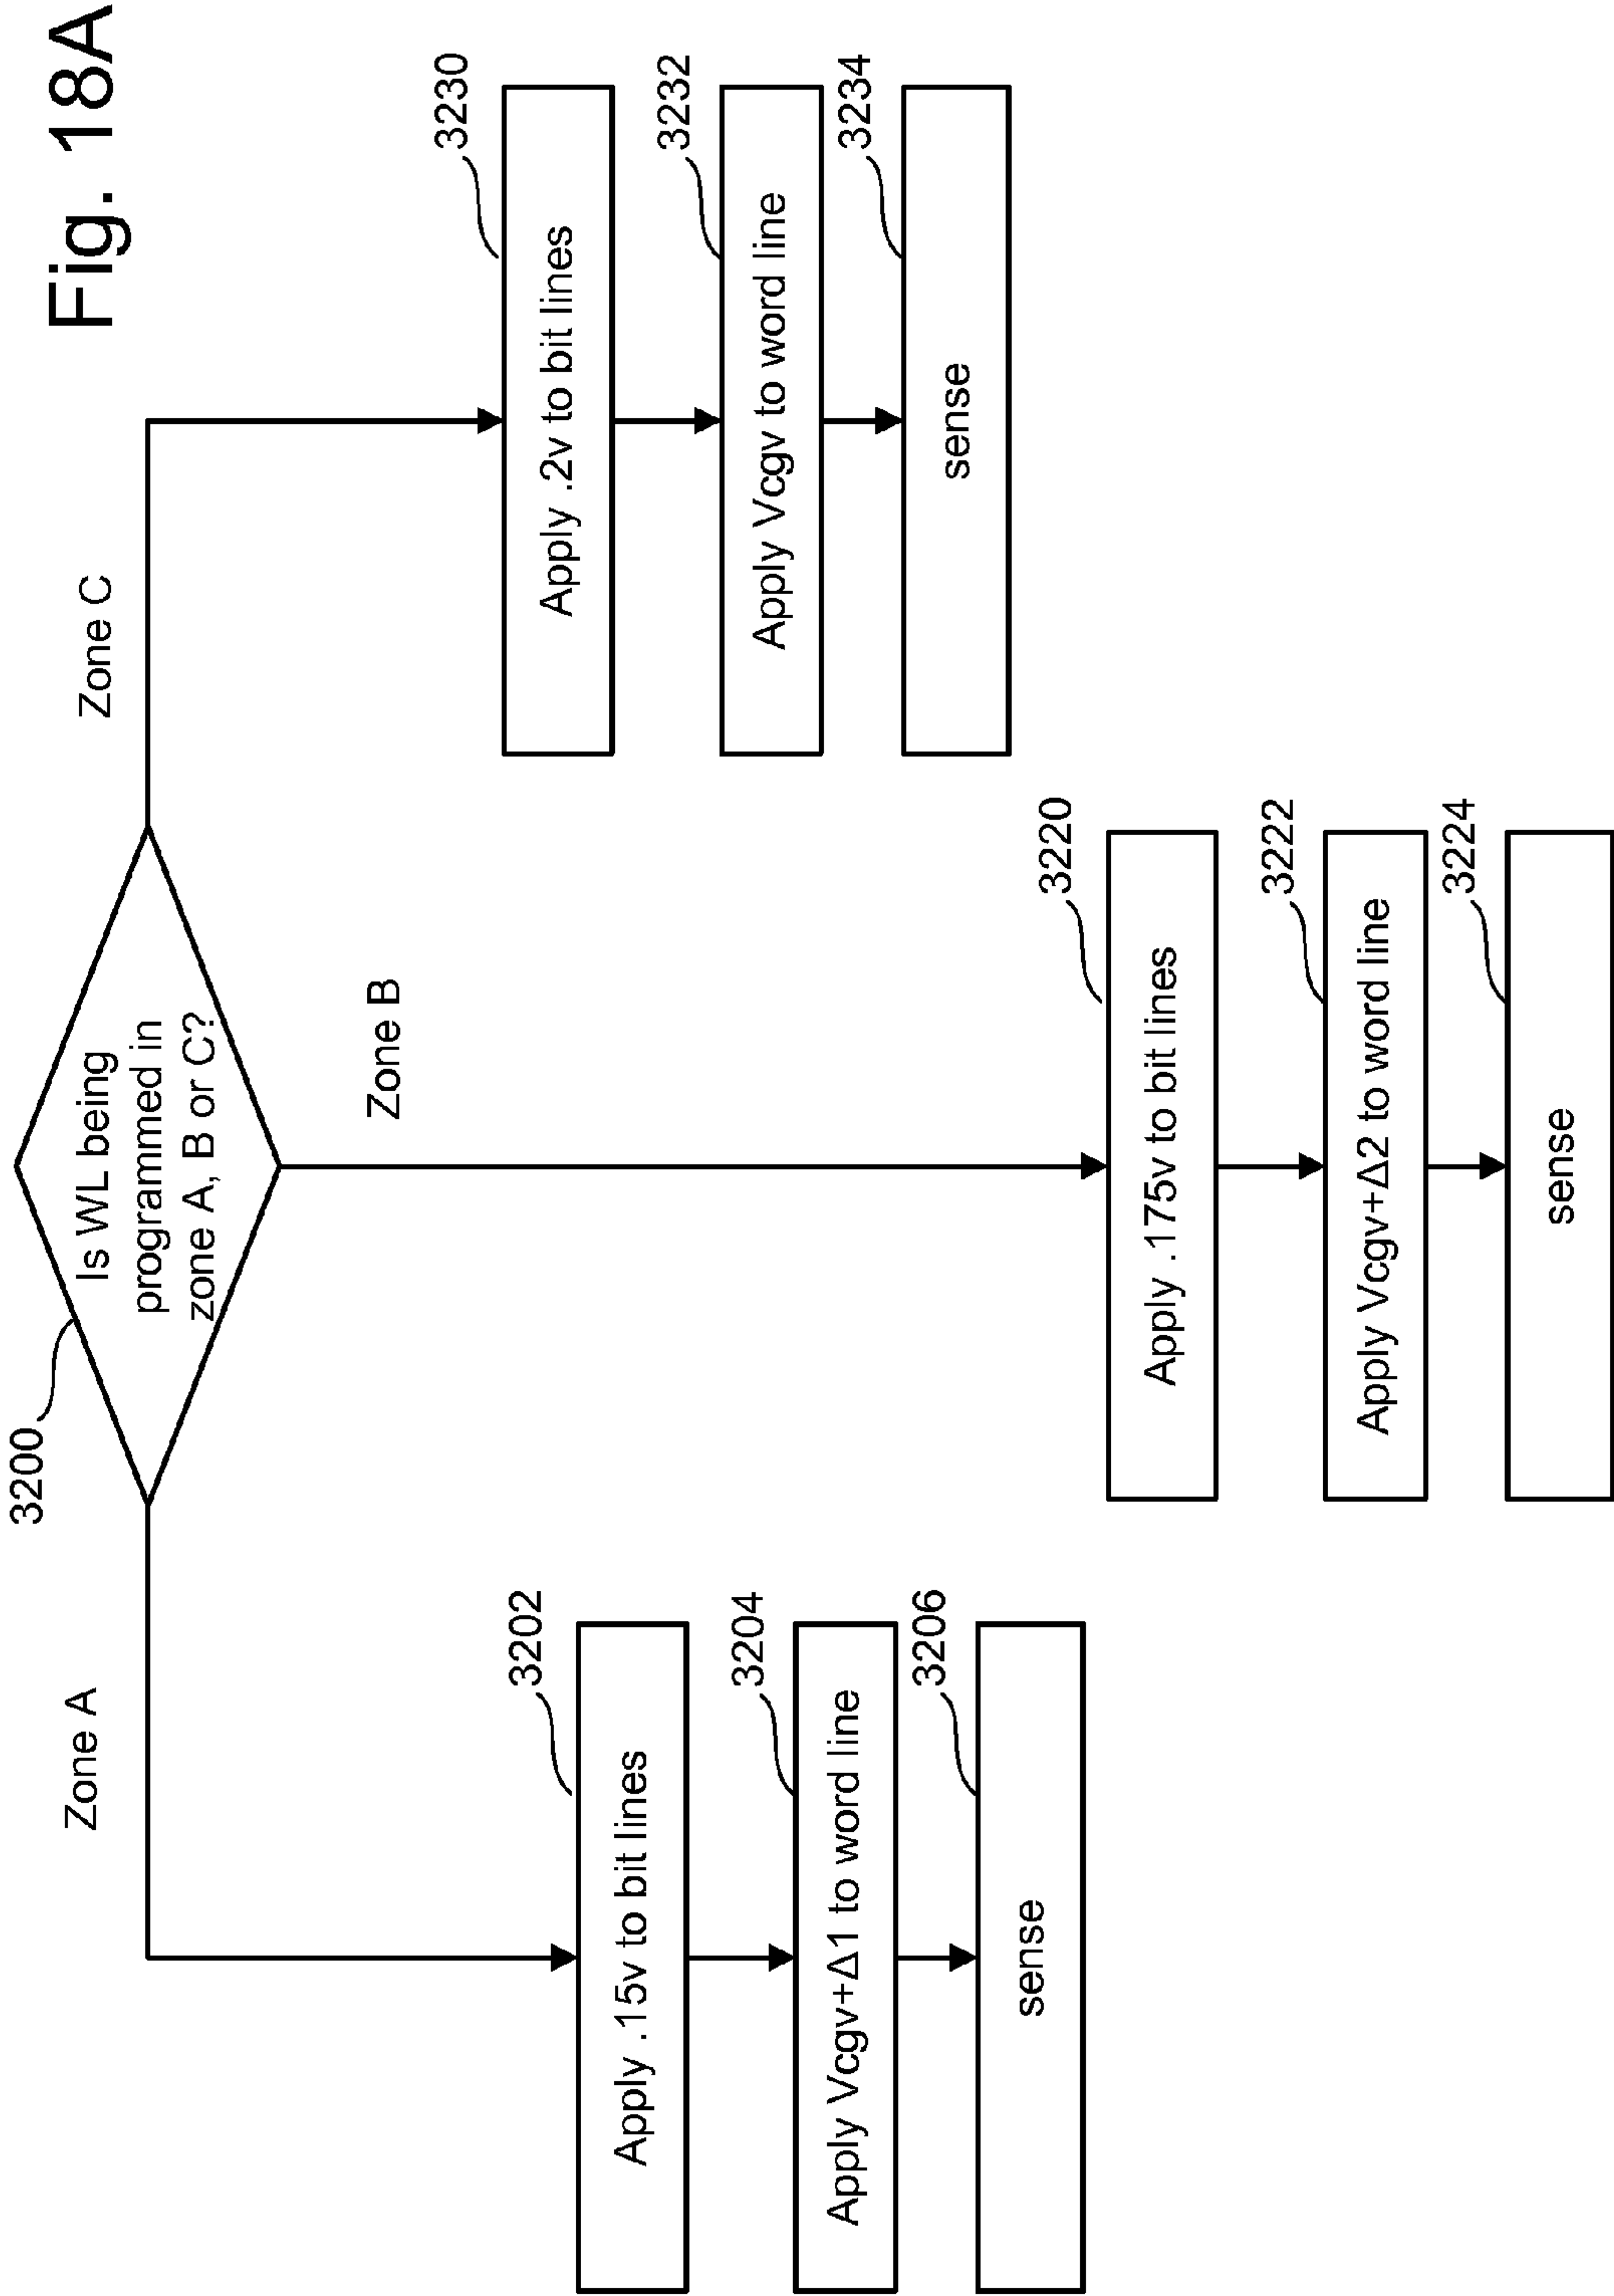 Fig. 18A
3200
Is WL being
programmed in
zone A, B or C?
Zone A
Zone B
Zone C
3202
Apply .15v to bit lines
3204
Apply Vcgv+Δ1 to word line
3206
sense
3220
Apply .175v to bit lines
3222
Apply Vcgv+Δ2 to word line
3224
sense
3230
Apply .2v to bit lines
3232
Apply Vcgv to word line
3234
sense